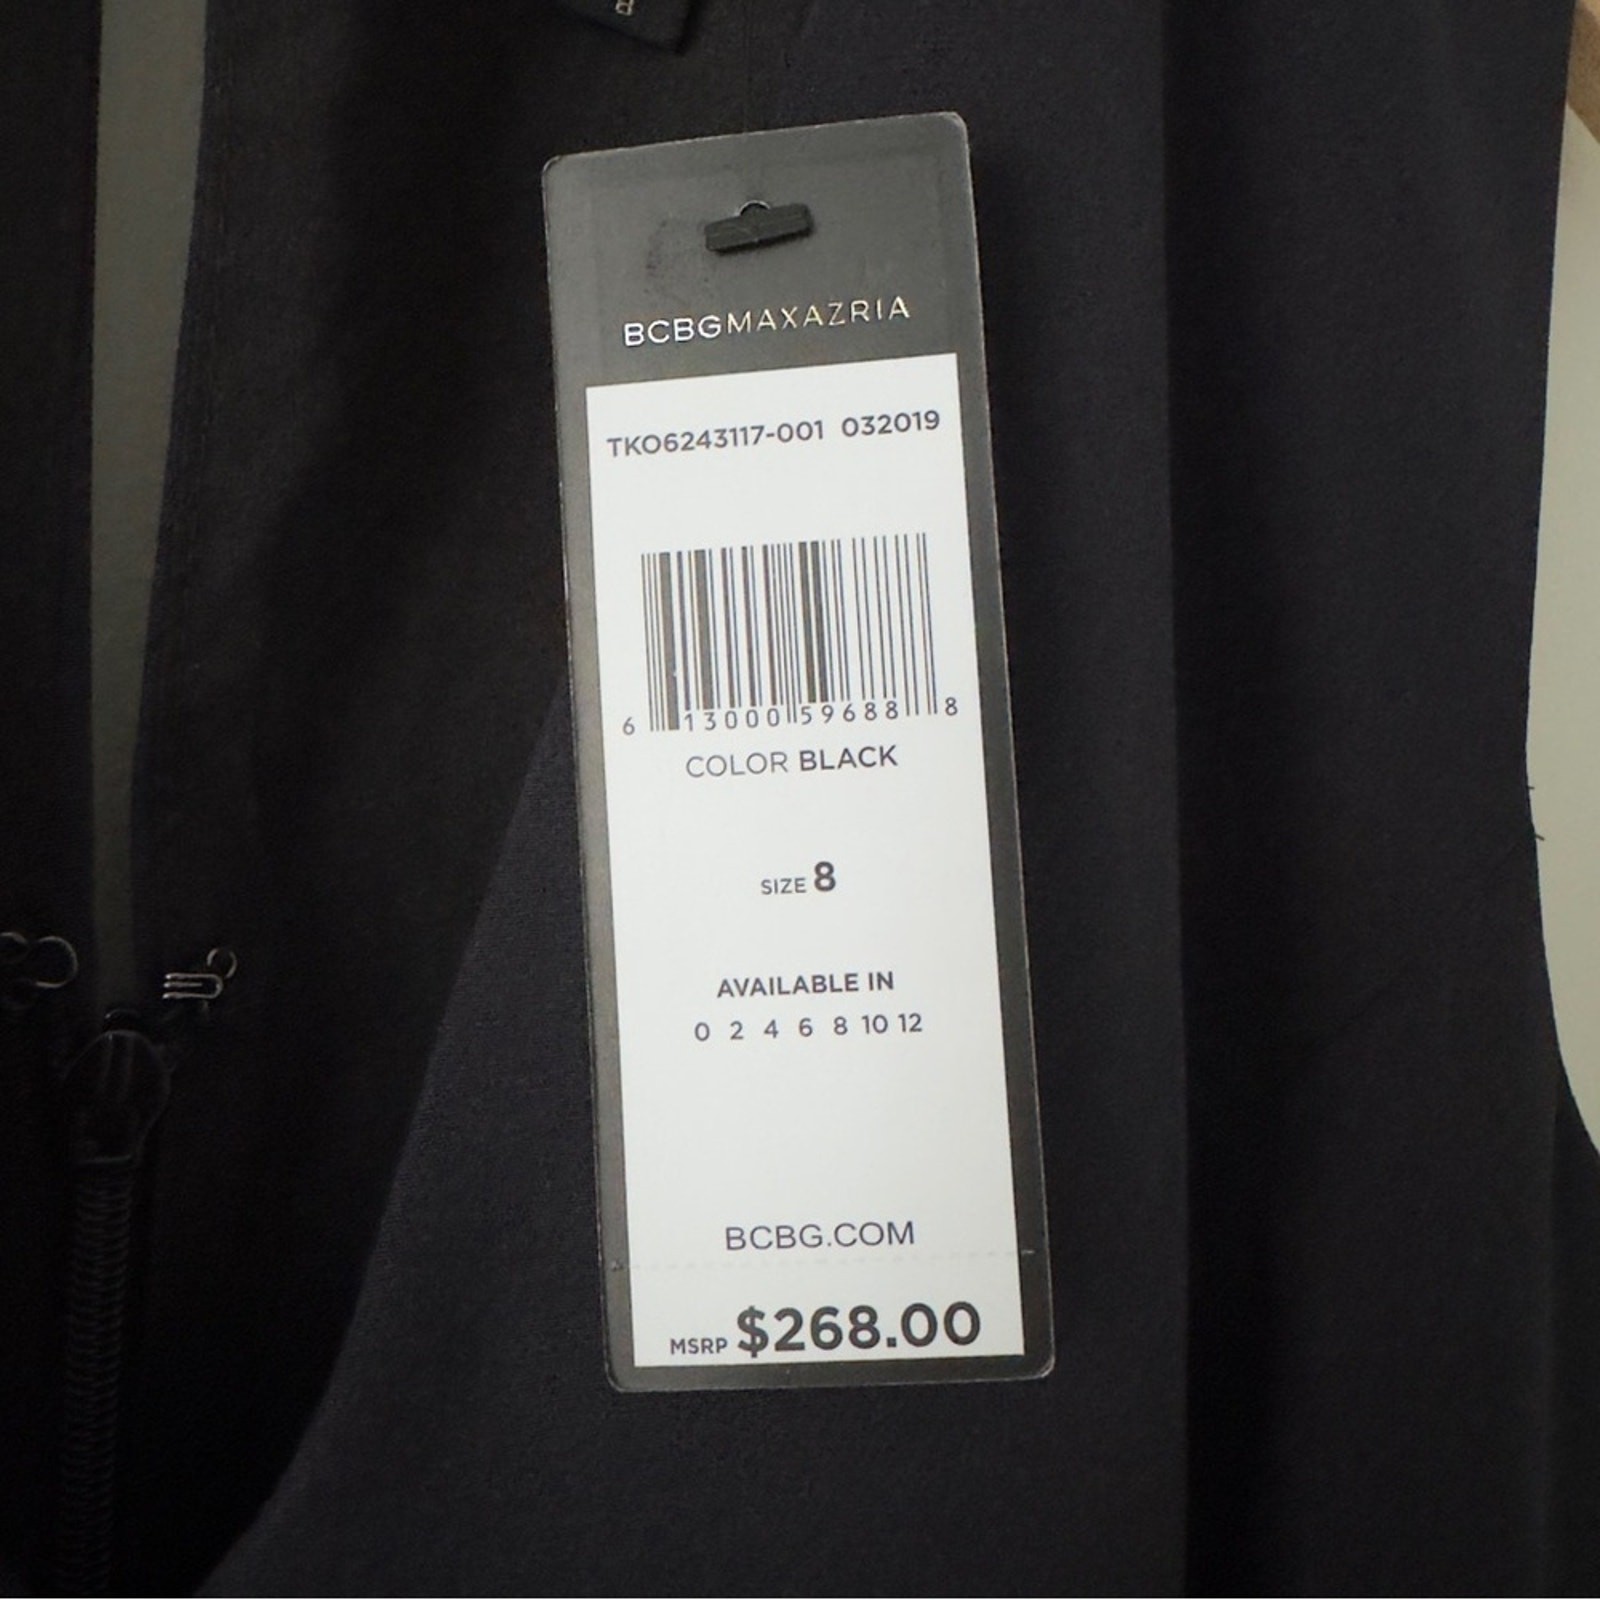 BCBGMAXAZRIA
TKO6243117-001 032019
6 13000 59688 8
COLOR BLACK
SIZE 8
AVAILABLE IN
0 2 4 6 8 10 12
BCBG.COM
MSRP $268.00